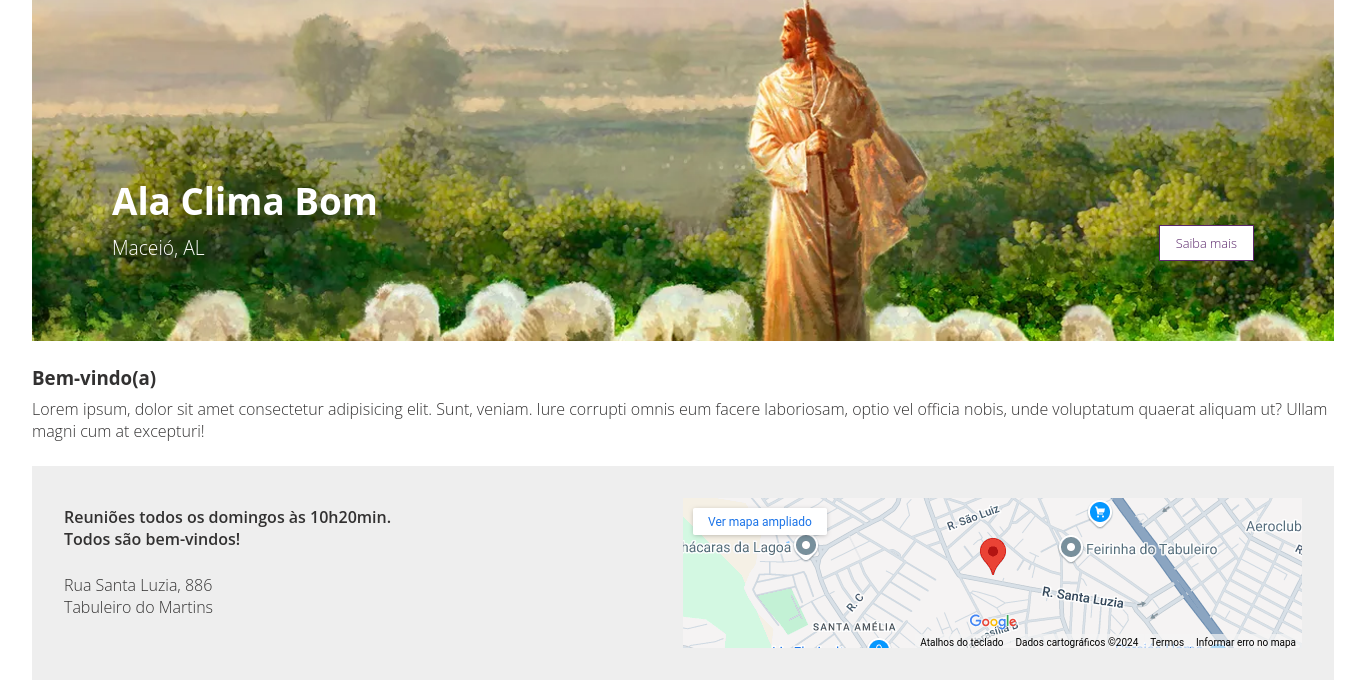 Ala Clima Bom
Maceió, AL
Saiba mais
Bem-vindo(a)
Lorem ipsum, dolor sit amet consectetur adipisicing elit. Sunt, veniam. Iure corrupti omnis eum facere laboriosam, optio vel officia nobis, unde voluptatum quaerat aliquam ut? Ullam
magni cum at excepturi!
Reuniões todos os domingos às 10h20min.
Todos são bem-vindos!
Rua Santa Luzia, 886
Tabuleiro do Martins
Ver mapa ampliado
R. São Luiz
Aeroclub
hácaras da Lagoa
Feirinha do Tabuleiro
R. C
R. Santa Luzia
SANTA AMÉLIA
Google
Atalhos do teclado Dados cartográficos ©2024 Termos Informar erro no mapa